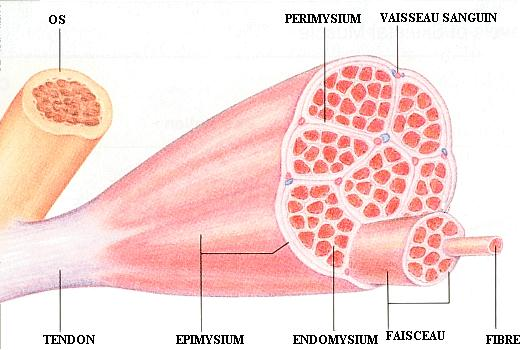 OS
PERIMYSIUM
VAISSEAU SANGUIN
TENDON
EPIMYSIUM
ENDOMYSIUM
FAISCEAU
FIBRE